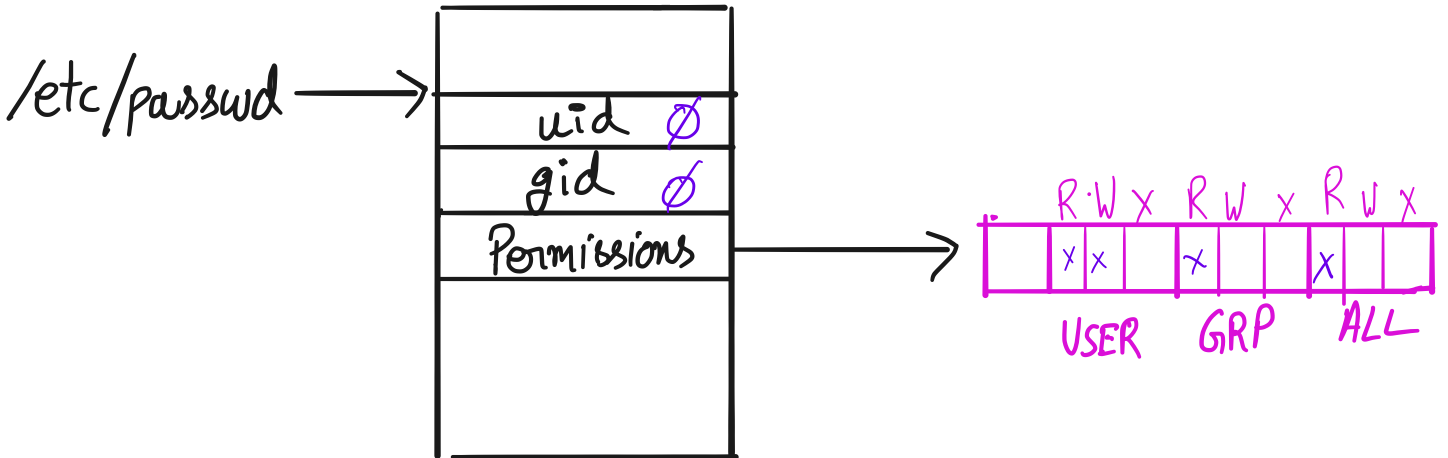 /etc/passwd
uid Ø
gid Ø
Permissions
R W X R W X R W X
X X X X
USER GRP ALL